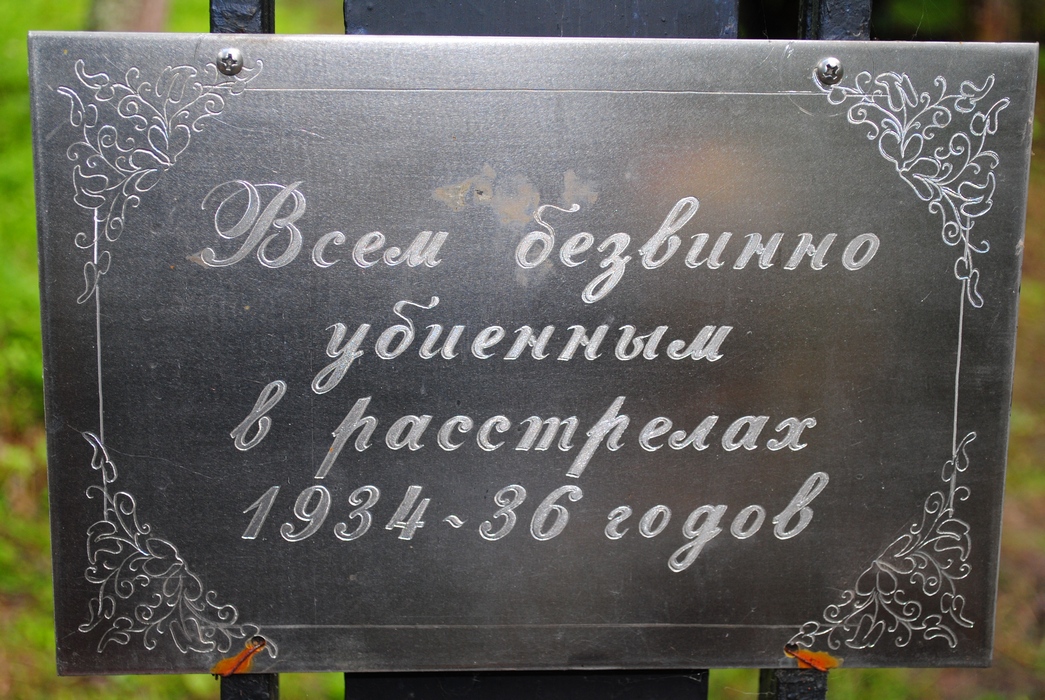 Всем безвинно
убиенным
в расстрелах
1934~36 годов